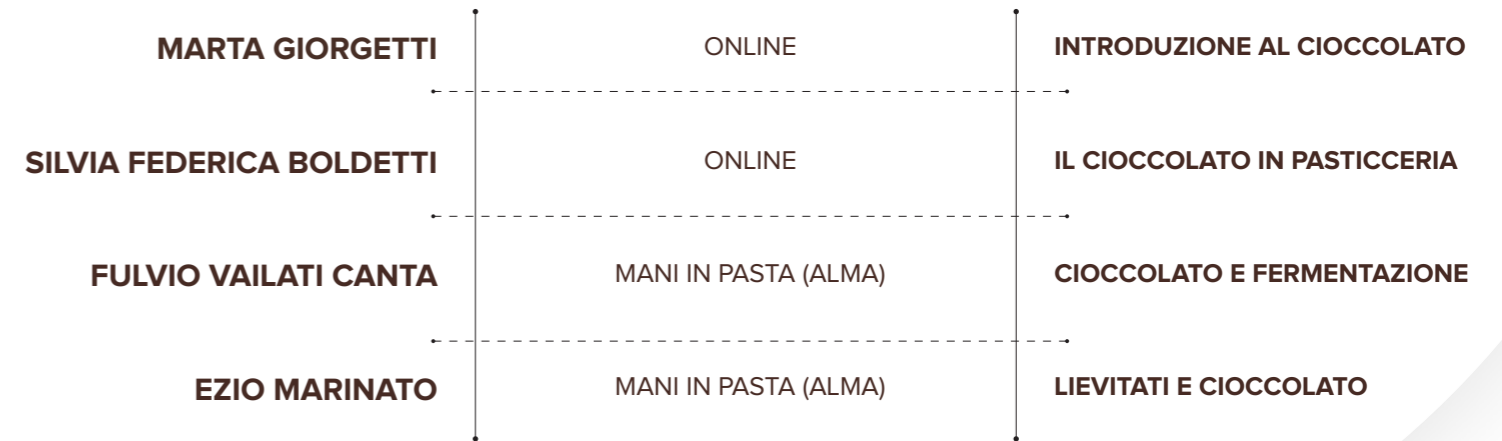 MARTA GIORGETTI ONLINE INTRODUZIONE AL CIOCCOLATO
SILVIA FEDERICA BOLDETTI ONLINE IL CIOCCOLATO IN PASTICCERIA
FULVIO VAILATI CANTA MANI IN PASTA (ALMA) CIOCCOLATO E FERMENTAZIONE
EZIO MARINATO MANI IN PASTA (ALMA) LIEVITATI E CIOCCOLATO